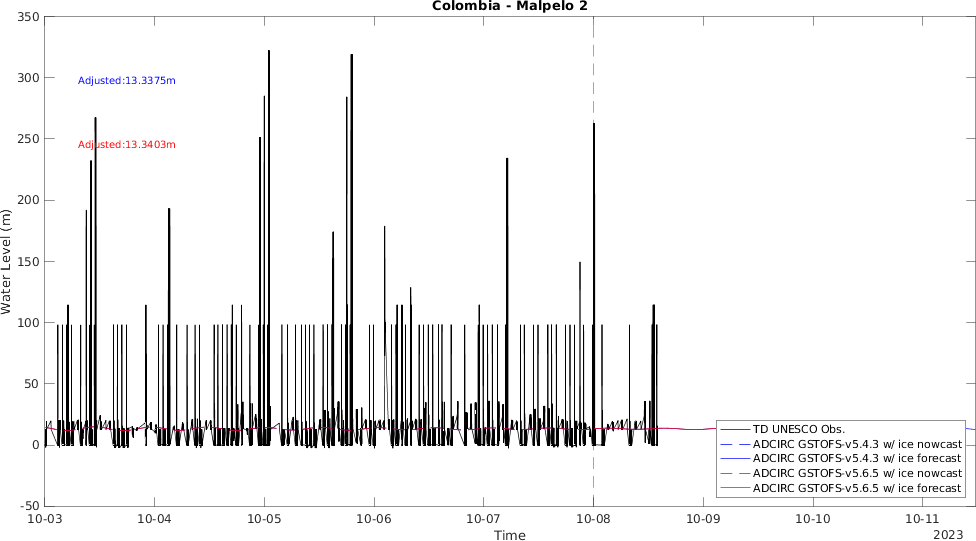 Colombia - Malpelo 2
350
300
250
200
150
100
50
0
-50
Water Level (m)
Adjusted:13.3375m
Adjusted:13.3403m
TD UNESCO Obs.
ADCIRC GSTOFS-v5.4.3 w/ ice nowcast
ADCIRC GSTOFS-v5.4.3 w/ ice forecast
ADCIRC GSTOFS-v5.6.5 w/ ice nowcast
ADCIRC GSTOFS-v5.6.5 w/ ice forecast
10-03 10-04 10-05 10-06 10-07 10-08 10-09 10-10 10-11
Time
2023